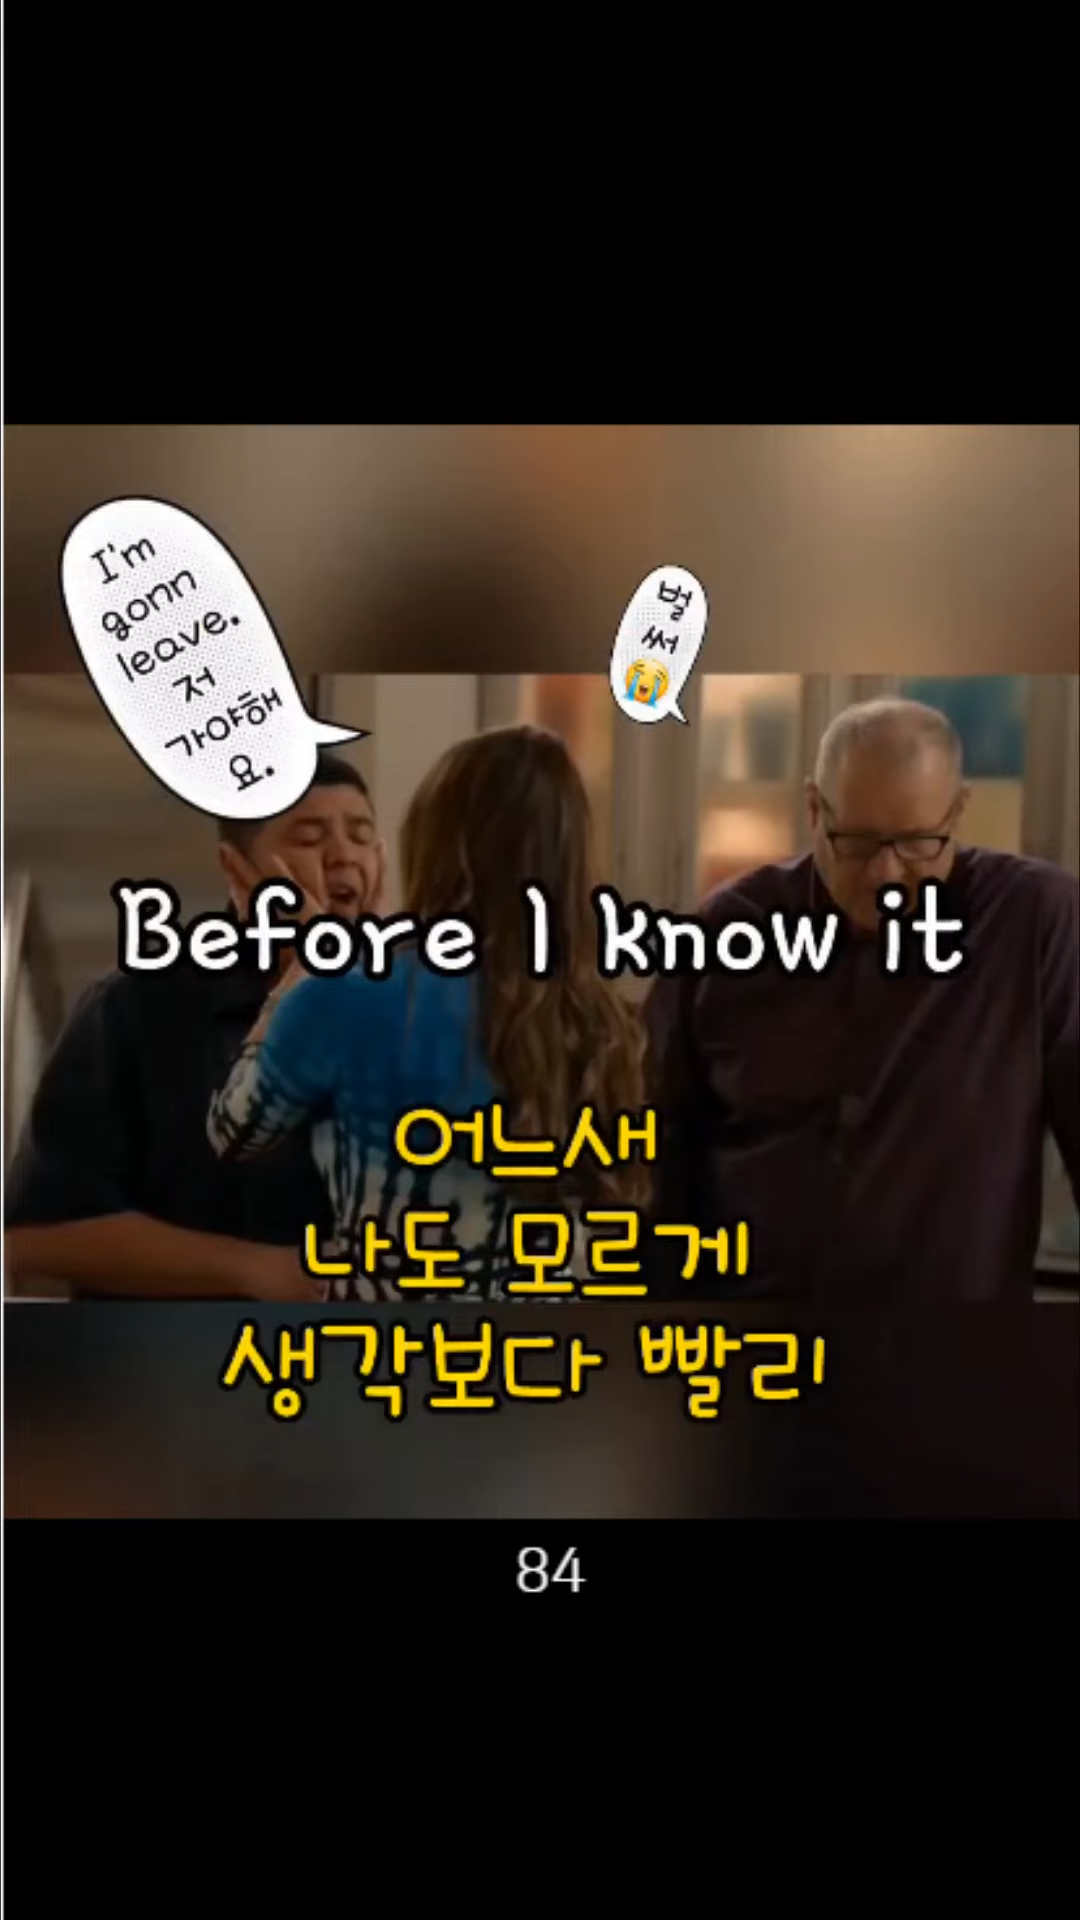 I'm
gonn
leave.
저
가야해
요.
벌
써
😭
Before I know it
어느새
나도 모르게
생각보다 빨리
84